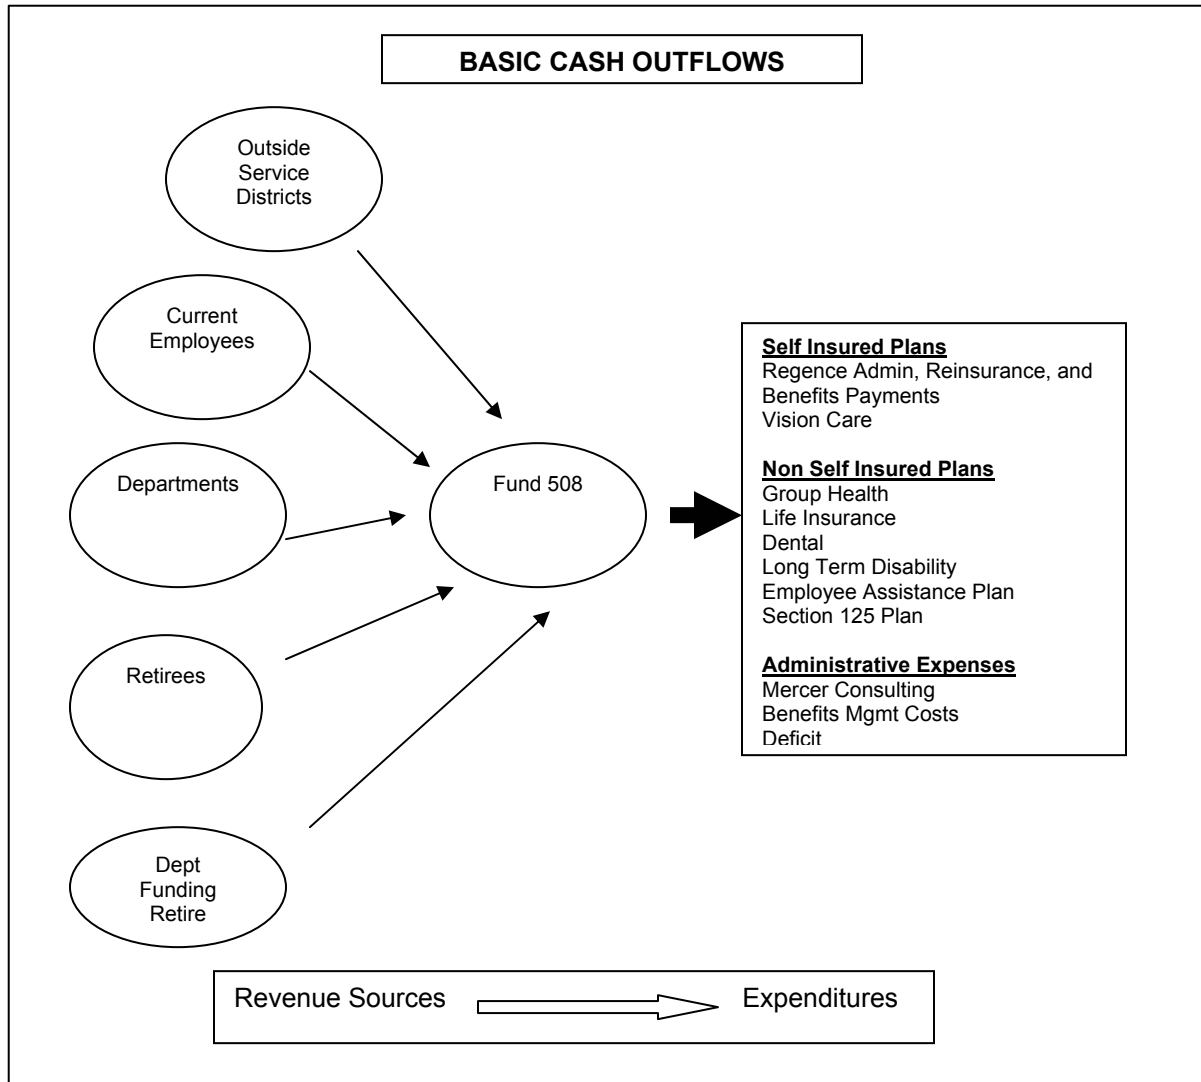 BASIC CASH OUTFLOWS
Outside
Service
Districts
Current
Employees
Departments
Retirees
Dept
Funding
Retire
Fund 508
Self Insured Plans
Regence Admin, Reinsurance, and
Benefits Payments
Vision Care
Non Self Insured Plans
Group Health
Life Insurance
Dental
Long Term Disability
Employee Assistance Plan
Section 125 Plan
Administrative Expenses
Mercer Consulting
Benefits Mgmt Costs
Deficit
Revenue Sources
Expenditures